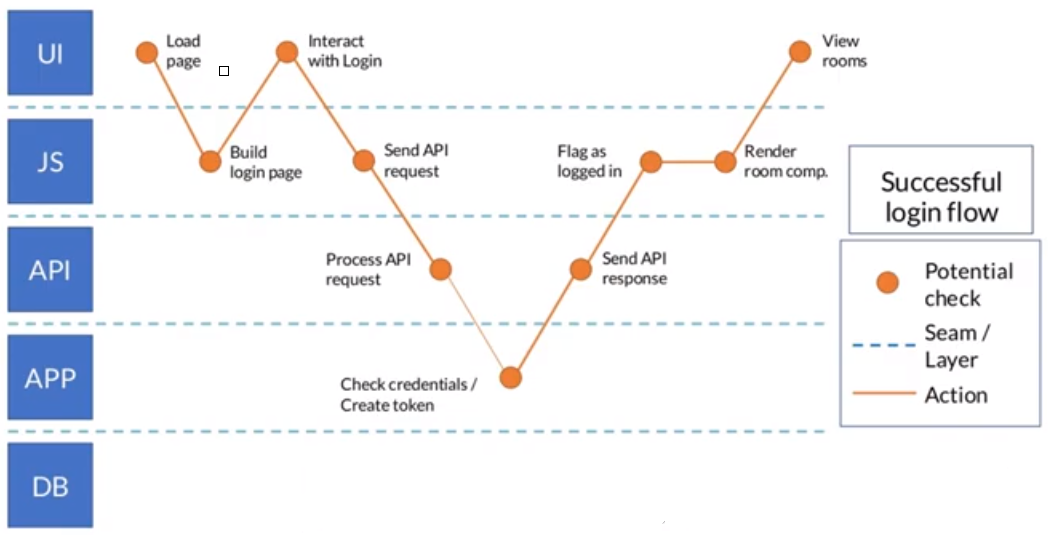 UI
Load
page
Interact
with Login
View
rooms
JS
Build
login page
Send API
request
Flag as
logged in
Render
room comp.
API
Process API
request
Send API
response
APP
Check credentials /
Create token
DB
Successful
login flow
Potential
check
Seam /
Layer
Action